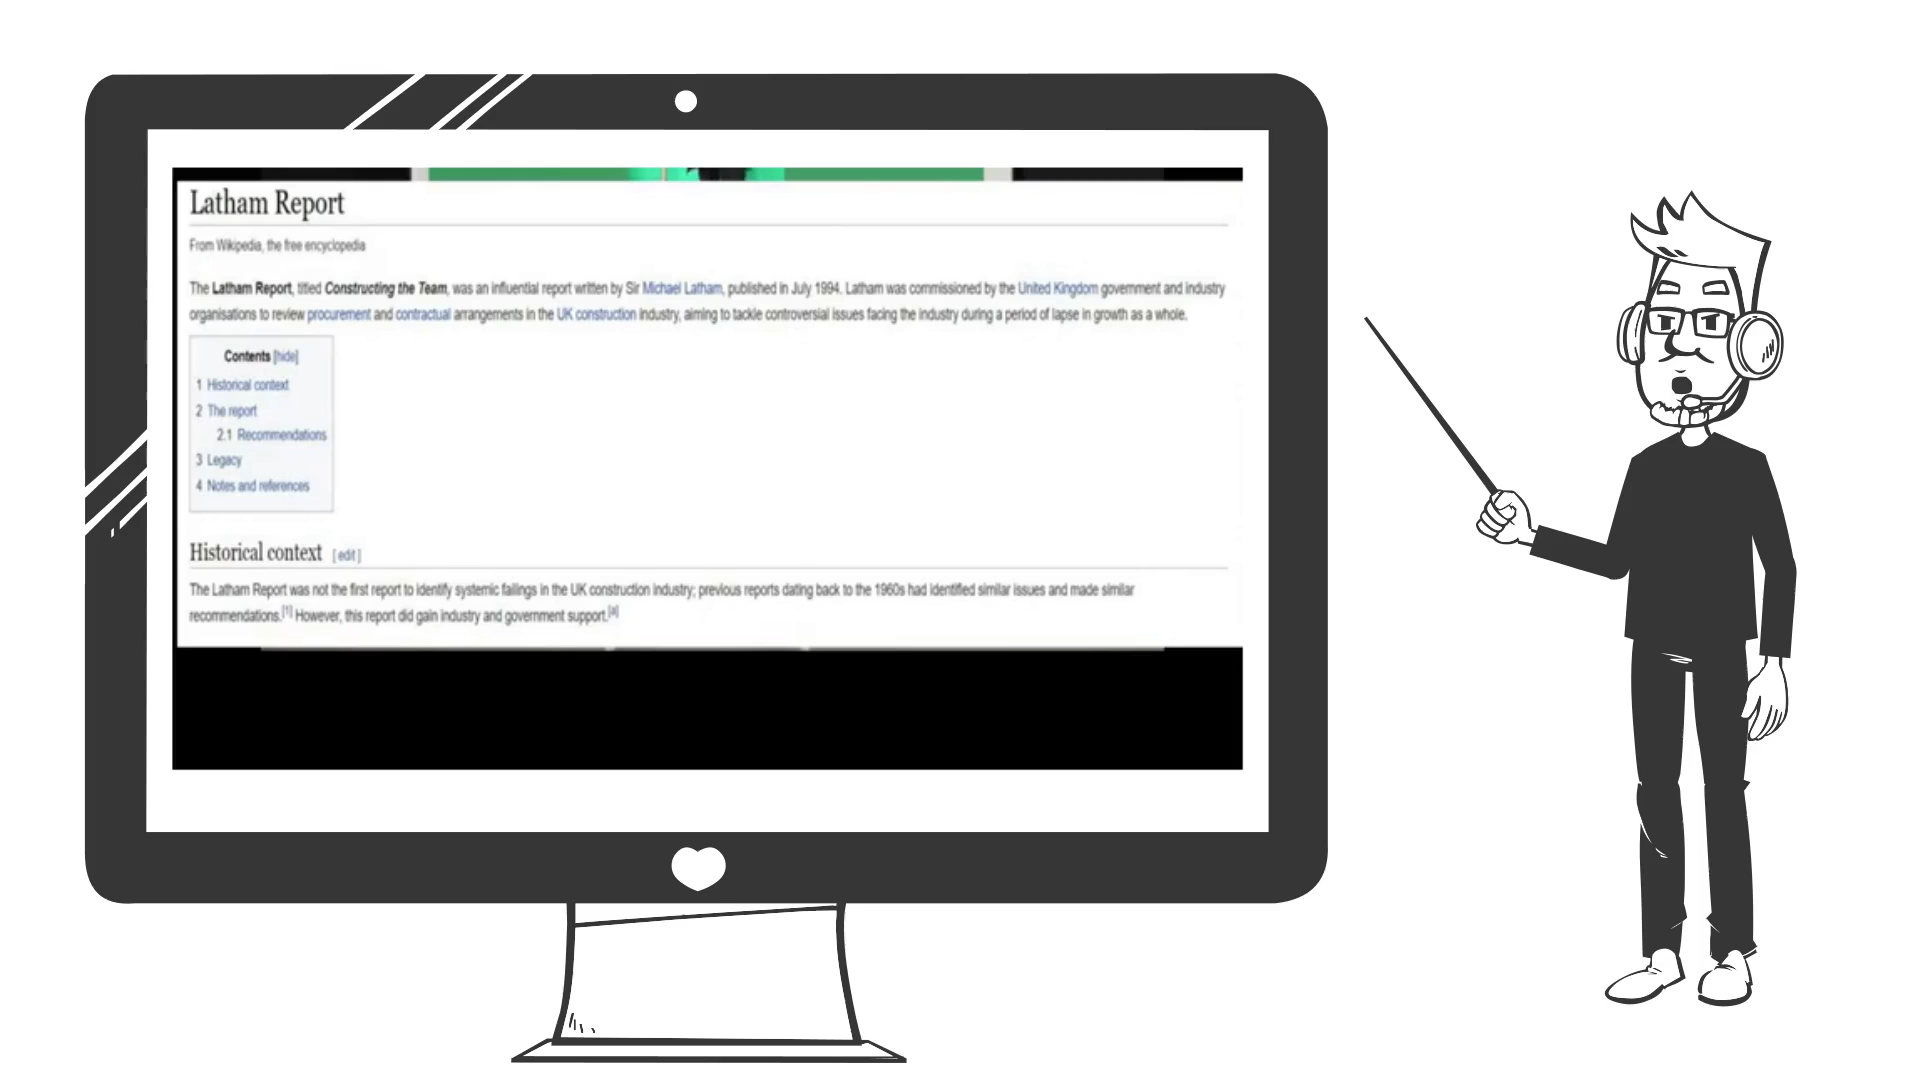 Latham Report
From Wikipedia, the free encyclopedia
The Latham Report, titled Constructing the Team, was an influential report written by Sir Michael Latham, published in July 1994. Latham was commissioned by the United Kingdom government and industry
organisations to review procurement and contractual arrangements in the UK construction industry, aiming to tackle controversial issues facing the industry during a period of lapse in growth as a whole.
Contents [hide]
1 Historical context
2 The report
2.1 Recommendations
3 Legacy
4 Notes and references
Historical context [ edit ]
The Latham Report was not the first report to identify systemic failings in the UK construction industry; previous reports dating back to the 1960s had identified similar issues and made similar
recommendations.[1] However, this report did gain industry and government support.[a]